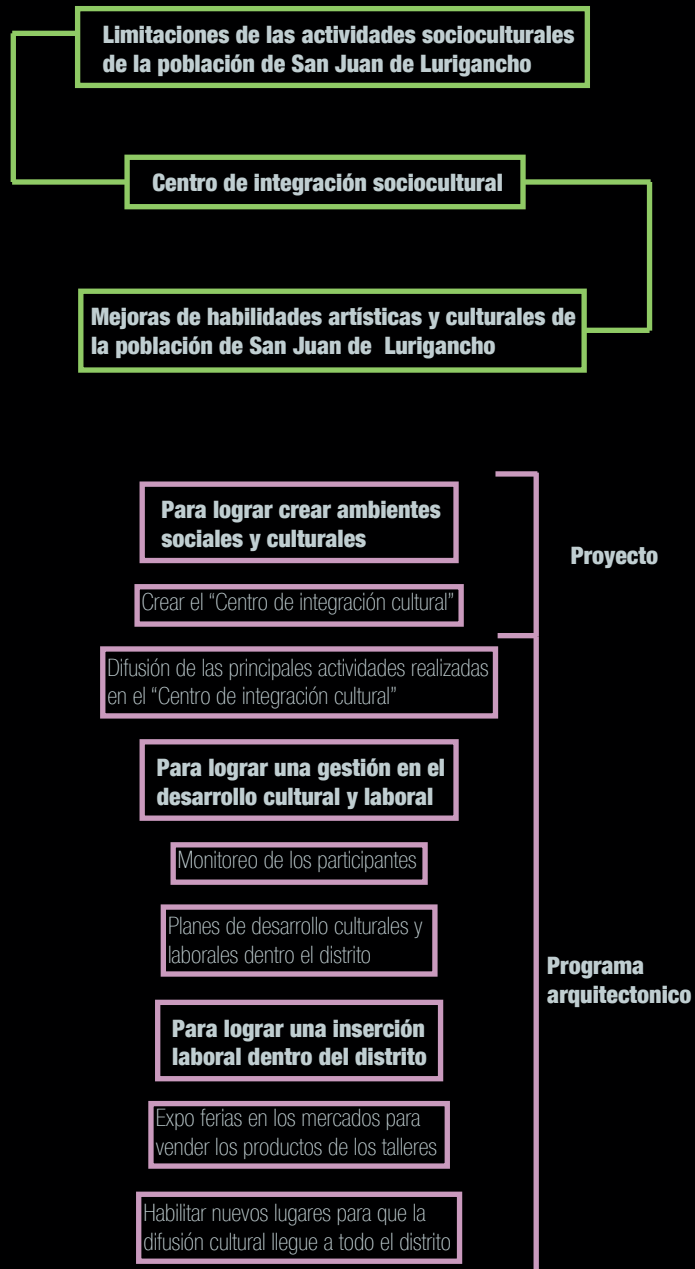 Limitaciones de las actividades socioculturales
de la población de San Juan de Lurigancho
Centro de integración sociocultural
Mejoras de habilidades artísticas y culturales de
la población de San Juan de Lurigancho
Para lograr crear ambientes
sociales y culturales
Proyecto
Crear el “Centro de integración cultural”
Difusión de las principales actividades realizadas
en el “Centro de integración cultural”
Para lograr una gestión en el
desarrollo cultural y laboral
Monitoreo de los participantes
Planes de desarrollo culturales y
laborales dentro el distrito
Programa
arquitectonico
Para lograr una inserción
laboral dentro del distrito
Expo ferias en los mercados para
vender los productos de los talleres
Habilitar nuevos lugares para que la
difusión cultural llegue a todo el distrito